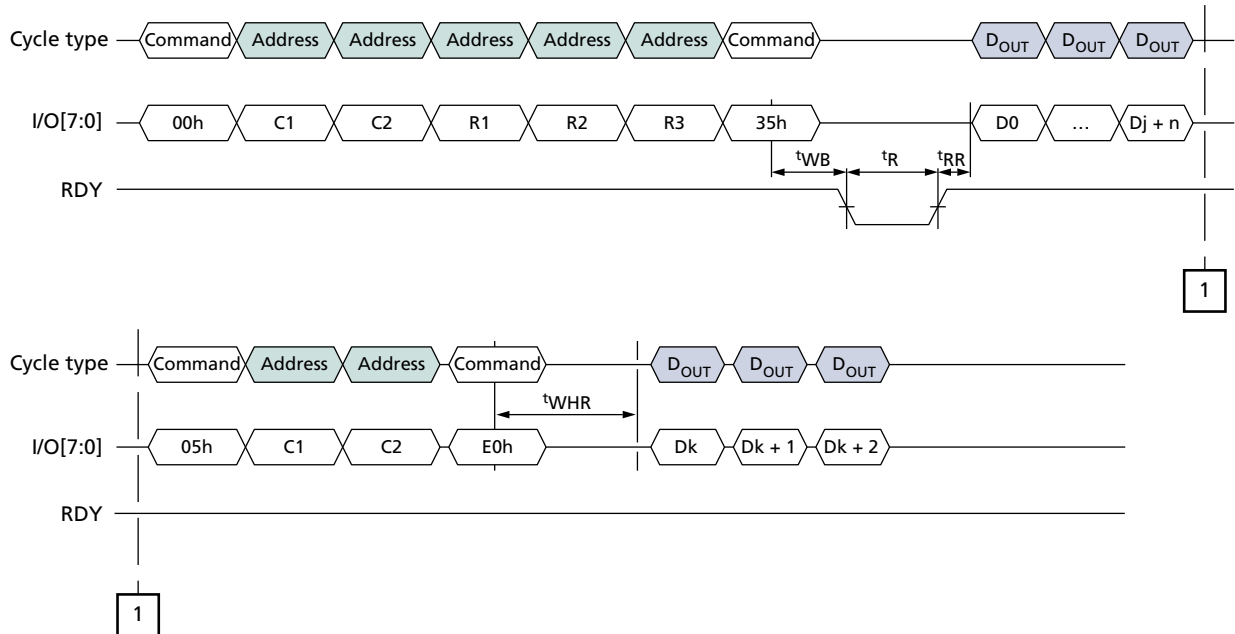 Cycle type Command Address Address Address Address Address Command DOUT DOUT DOUT
I/O[7:0] 00h C1 C2 R1 R2 R3 35h D0 … Dj + n
tWB tR tRR
RDY
1
Cycle type Command Address Address Command DOUT DOUT DOUT
tWHR
I/O[7:0] 05h C1 C2 E0h Dk Dk + 1 Dk + 2
RDY
1